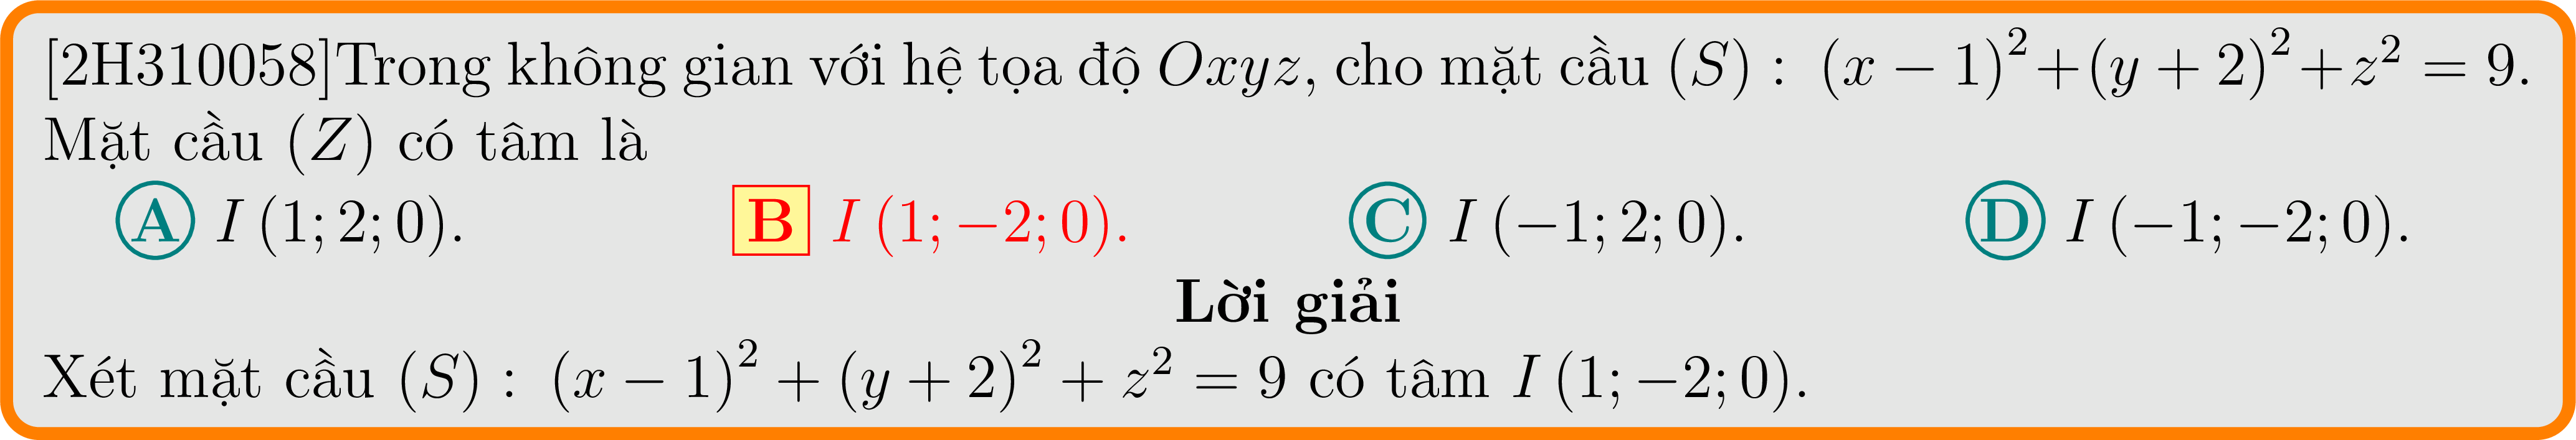 [2H310058]Trong không gian với hệ tọa độ Oxyz, cho mặt cầu (S) : (x − 1)² + (y + 2)² + z² = 9.
Mặt cầu (Z) có tâm là
A I (1; 2; 0). B I (1; −2; 0). C I (−1; 2; 0). D I (−1; −2; 0).
Lời giải
Xét mặt cầu (S) : (x − 1)² + (y + 2)² + z² = 9 có tâm I (1; −2; 0).